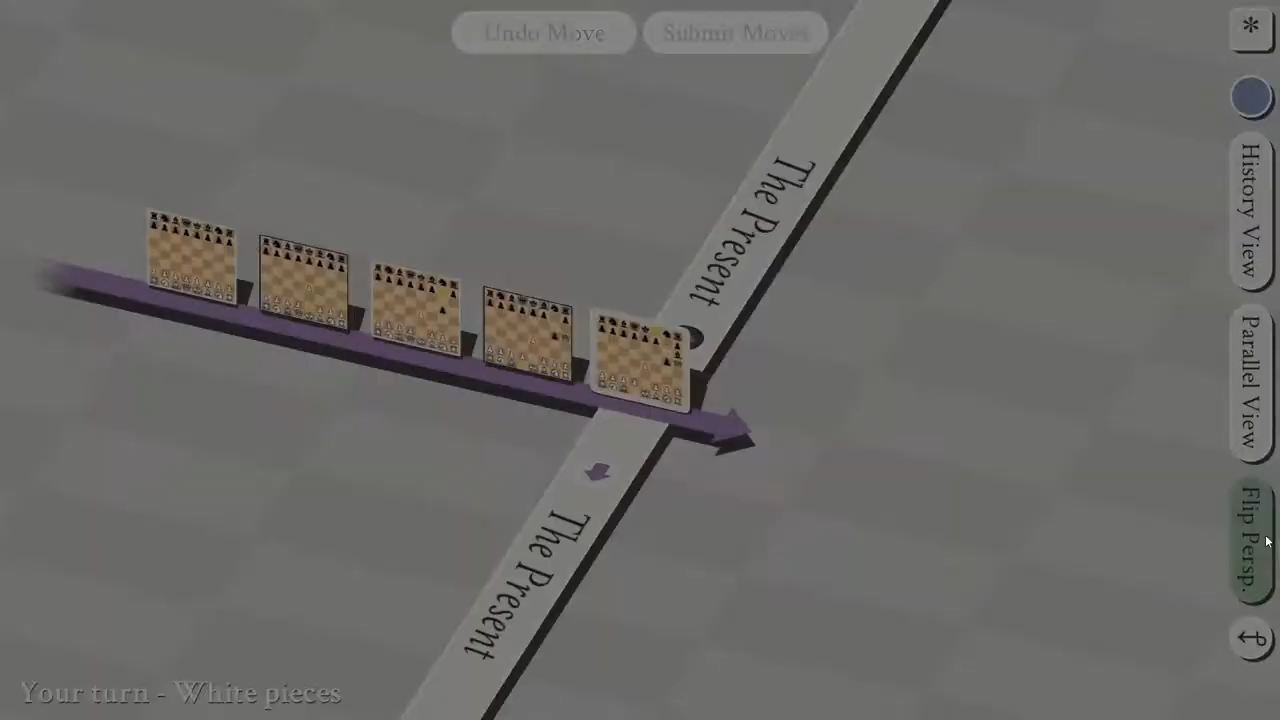 Undo Move
Submit Moves
*
The Present
History View
Parallel View
Flip Persp.
The Present
Your turn - White pieces